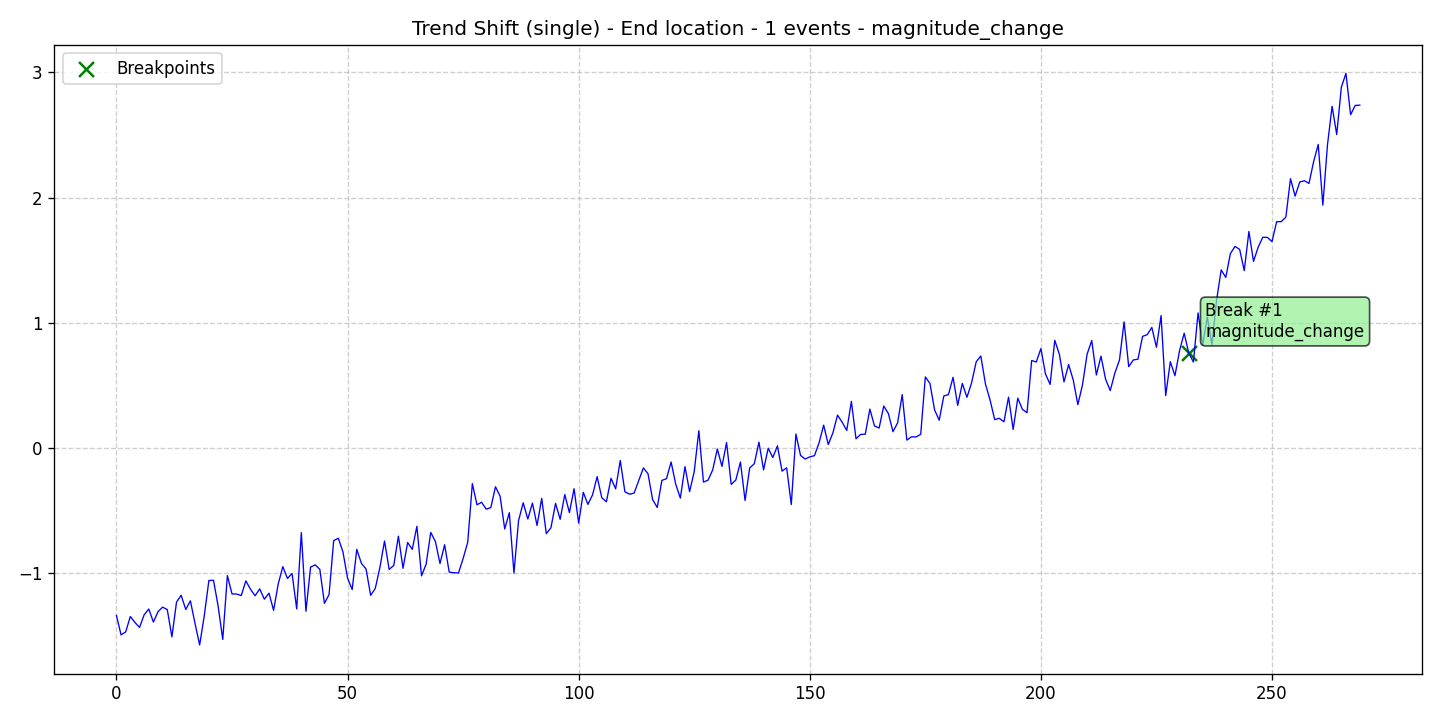 Trend Shift (single) - End location - 1 events - magnitude_change
Breakpoints
3
2
1
0
−1
Break #1
magnitude_change
0
50
100
150
200
250